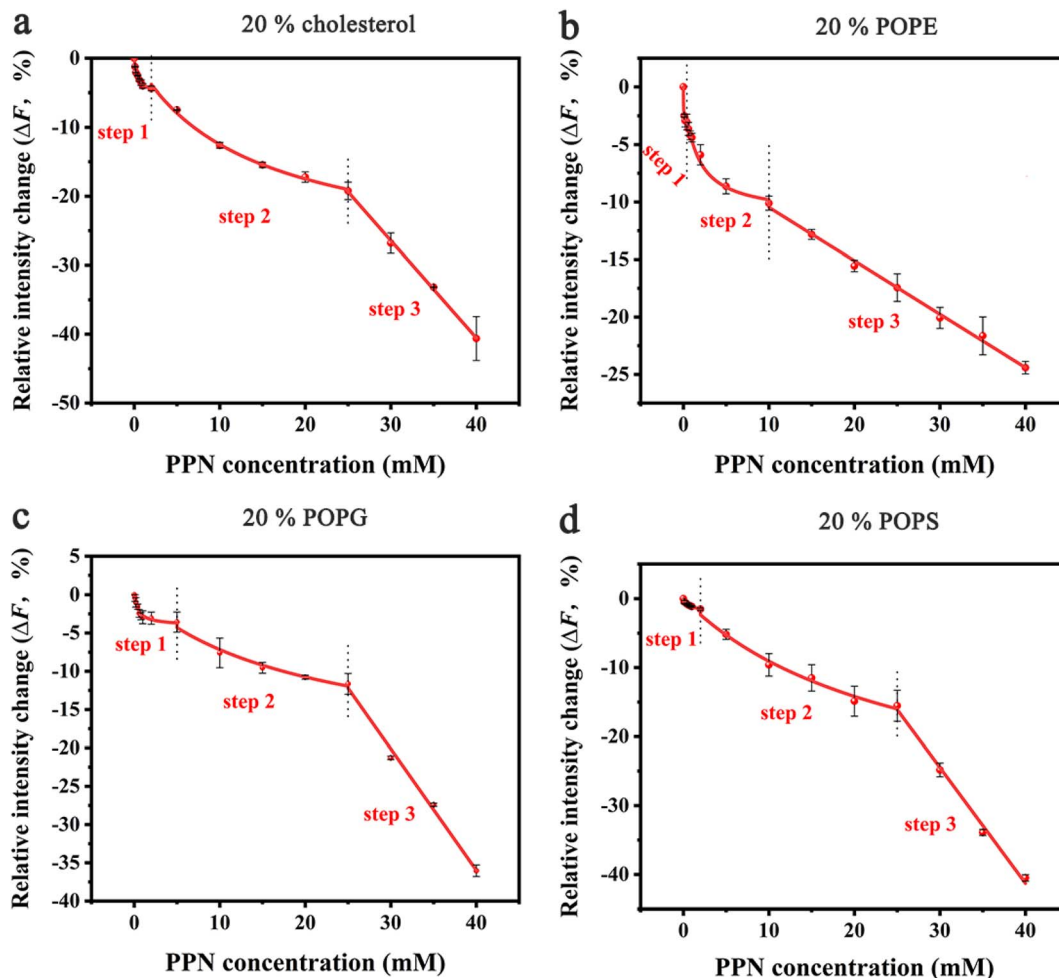 a
20 % cholesterol
Relative intensity change (ΔF, %)
0
-10
-20
-30
-40
-50
step 1
step 2
step 3
0 10 20 30 40
PPN concentration (mM)
b
20 % POPE
Relative intensity change (ΔF, %)
0
-5
-10
-15
-20
-25
step 1
step 2
step 3
0 10 20 30 40
PPN concentration (mM)
c
20 % POPG
Relative intensity change (ΔF, %)
5
0
-5
-10
-15
-20
-25
-30
-35
-40
step 1
step 2
step 3
0 10 20 30 40
PPN concentration (mM)
d
20 % POPS
Relative intensity change (ΔF, %)
0
-10
-20
-30
-40
step 1
step 2
step 3
0 10 20 30 40
PPN concentration (mM)